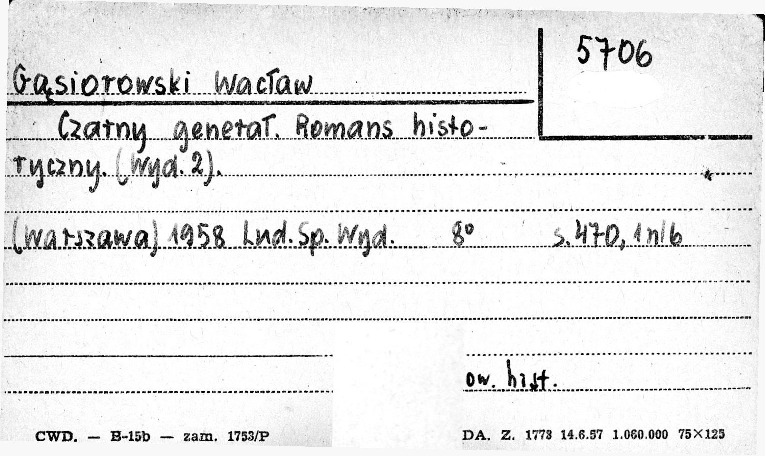 5706
Gąsiorowski Wacław
Czarny generał. Romans histo-
ryczny. (Wyd. 2).
(Warszawa) 1958 Lud. Sp. Wyd. 8° s. 470, 1 nlb
ow. hist.
CWD. — B-15b — zam. 1753/P DA. Z. 1773 14.6.57 1.060.000 75×125